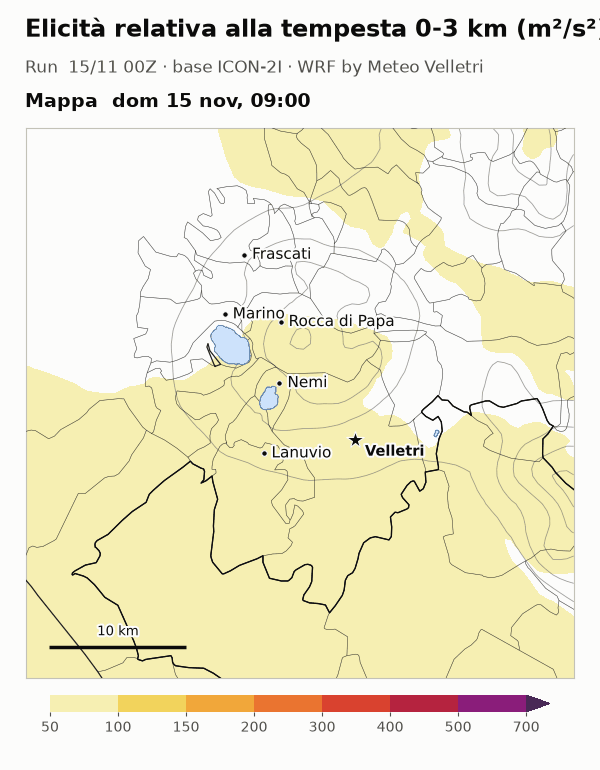 Elicità relativa alla tempesta 0-3 km (m²/s²)
Run  15/11 00Z · base ICON-2I · WRF by Meteo Velletri
Mappa  dom 15 nov, 09:00
Frascati
Marino
Rocca di Papa
Nemi
Velletri
Lanuvio
10 km
50 100 150 200 300 400 500 700